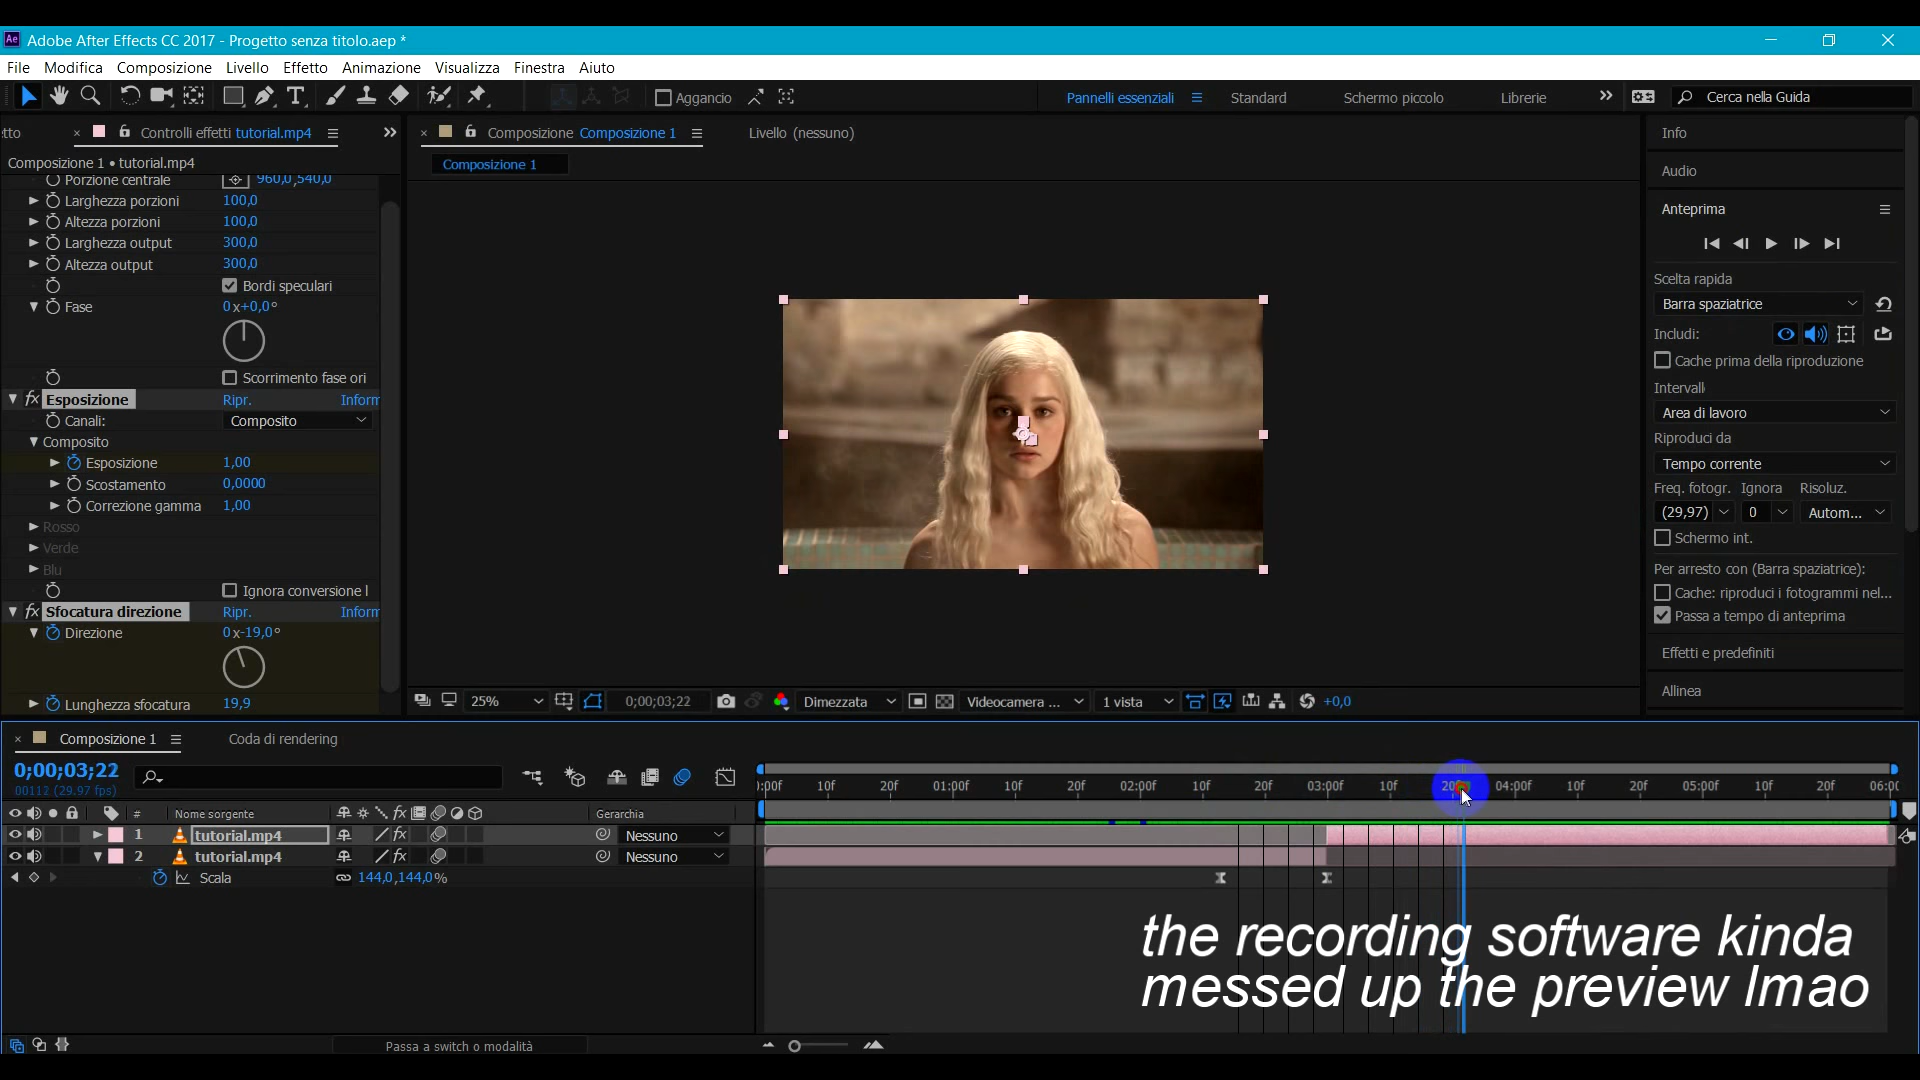 Ae Adobe After Effects CC 2017 - Progetto senza titolo.aep *
File Modifica Composizione Livello Effetto Animazione Visualizza Finestra Aiuto
Aggancio Pannelli essenziali Standard Schermo piccolo Librerie Cerca nella Guida
etto Controlli effetti tutorial.mp4
Composizione 1 • tutorial.mp4
Porzione centrale 960,0,540,0
Larghezza porzioni 100,0
Altezza porzioni 100,0
Larghezza output 300,0
Altezza output 300,0
Bordi speculari
Fase 0x+0,0°
Scorrimento fase ori
fx Esposizione Ripr. Inform
Canali: Composito
Composito
Esposizione 1,00
Scostamento 0,0000
Correzione gamma 1,00
Rosso
Verde
Blu
Ignora conversione l
fx Sfocatura direzione Ripr. Inform
Direzione 0x-19,0°
Lunghezza sfocatura 19,9
Composizione Composizione 1 Livello (nessuno)
Composizione 1
25% 0;00;03;22 Dimezzata Videocamera ... 1 vista +0,0
Info
Audio
Anteprima
Scelta rapida
Barra spaziatrice
Includi:
Cache prima della riproduzione
Intervall
Area di lavoro
Riproduci da
Tempo corrente
Freq. fotogr. Ignora Risoluz.
(29,97) 0 Autom...
Schermo int.
Per arresto con (Barra spaziatrice):
Cache: riproduci i fotogrammi nel...
Passa a tempo di anteprima
Effetti e predefiniti
Allinea
Composizione 1 Coda di rendering
0;00;03;22
00112 (29.97 fps)
):00f 10f 20f 01:00f 10f 20f 02:00f 10f 20f 03:00f 10f 20f 04:00f 10f 20f 05:00f 10f 20f 06:00
# Nome sorgente fx Gerarchia
1 tutorial.mp4 fx Nessuno
2 tutorial.mp4 fx Nessuno
Scala 144,0,144,0%
the recording software kinda
messed up the preview lmao
Passa a switch o modalità